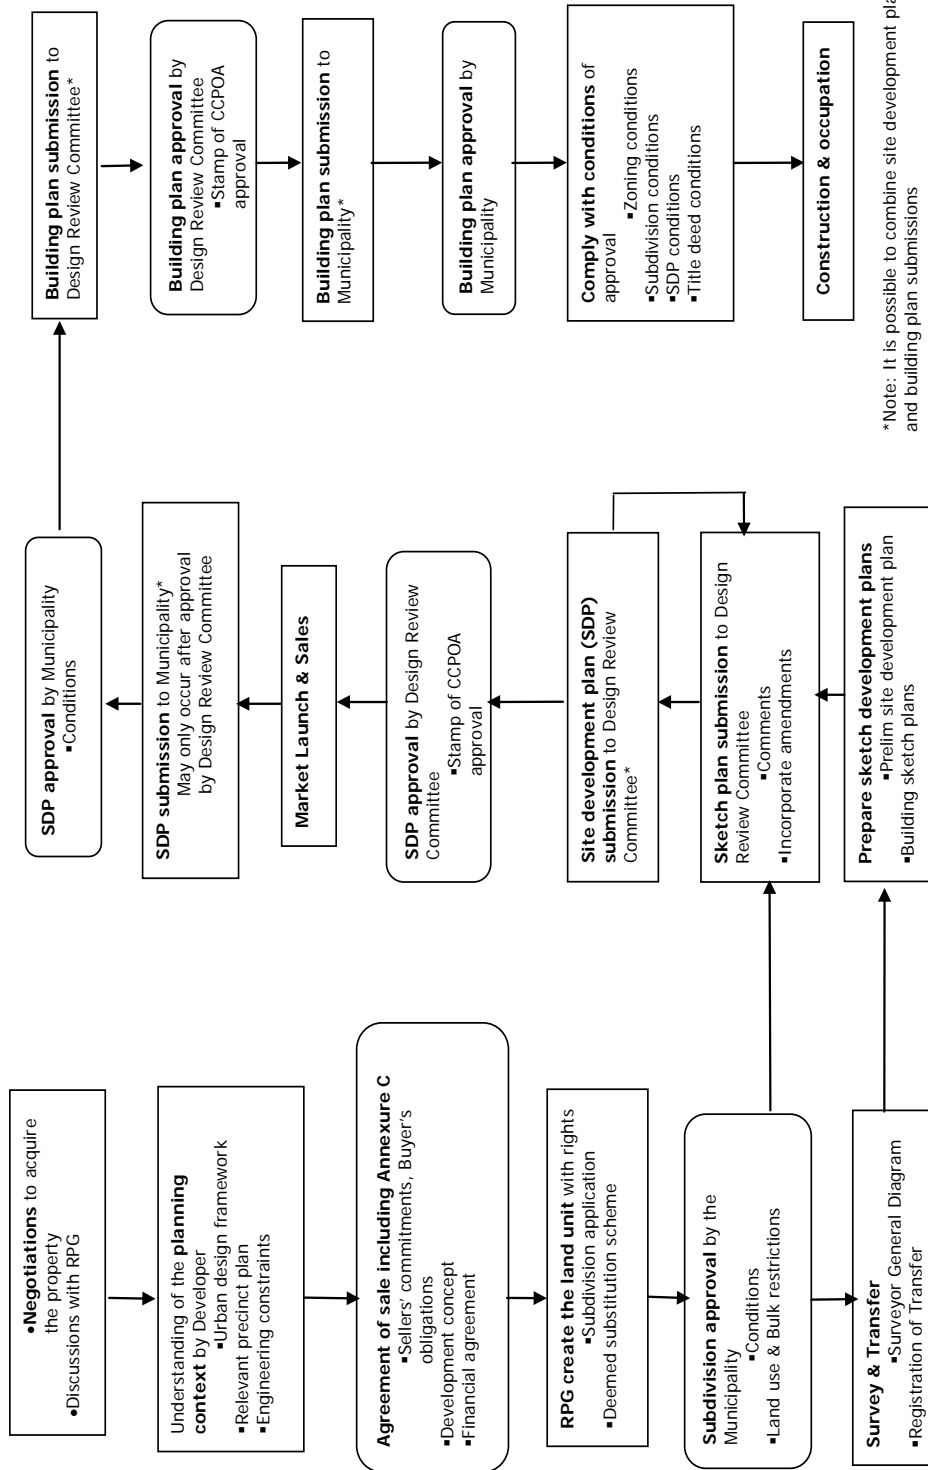 •Negotiations to acquire
the property
•Discussions with RPG
Understanding of the planning
context by Developer
▪Urban design framework
▪Relevant precinct plan
▪Engineering constraints
Agreement of sale including Annexure C
▪Sellers' commitments, Buyer's
obligations
▪Development concept
▪Financial agreement
RPG create the land unit with rights
▪Subdivision application
▪Deemed substitution scheme
Subdivision approval by the
Municipality
▪Conditions
▪Land use & Bulk restrictions
Survey & Transfer
▪Surveyor General Diagram
▪Registration of Transfer
SDP approval by Municipality
▪Conditions
SDP submission to Municipality*
May only occur after approval
by Design Review Committee
Market Launch & Sales
SDP approval by Design Review
Committee
▪Stamp of CCPOA
approval
Site development plan (SDP)
submission to Design Review
Committee*
Sketch plan submission to Design
Review Committee
▪Comments
▪Incorporate amendments
Prepare sketch development plans
▪Prelim site development plan
▪Building sketch plans
Building plan submission to
Design Review Committee*
Building plan approval by
Design Review Committee
▪Stamp of CCPOA
approval
Building plan submission to
Municipality*
Building plan approval by
Municipality
Comply with conditions of
approval
▪Zoning conditions
▪Subdivision conditions
▪SDP conditions
▪Title deed conditions
Construction & occupation
*Note: It is possible to combine site development pla
and building plan submissions